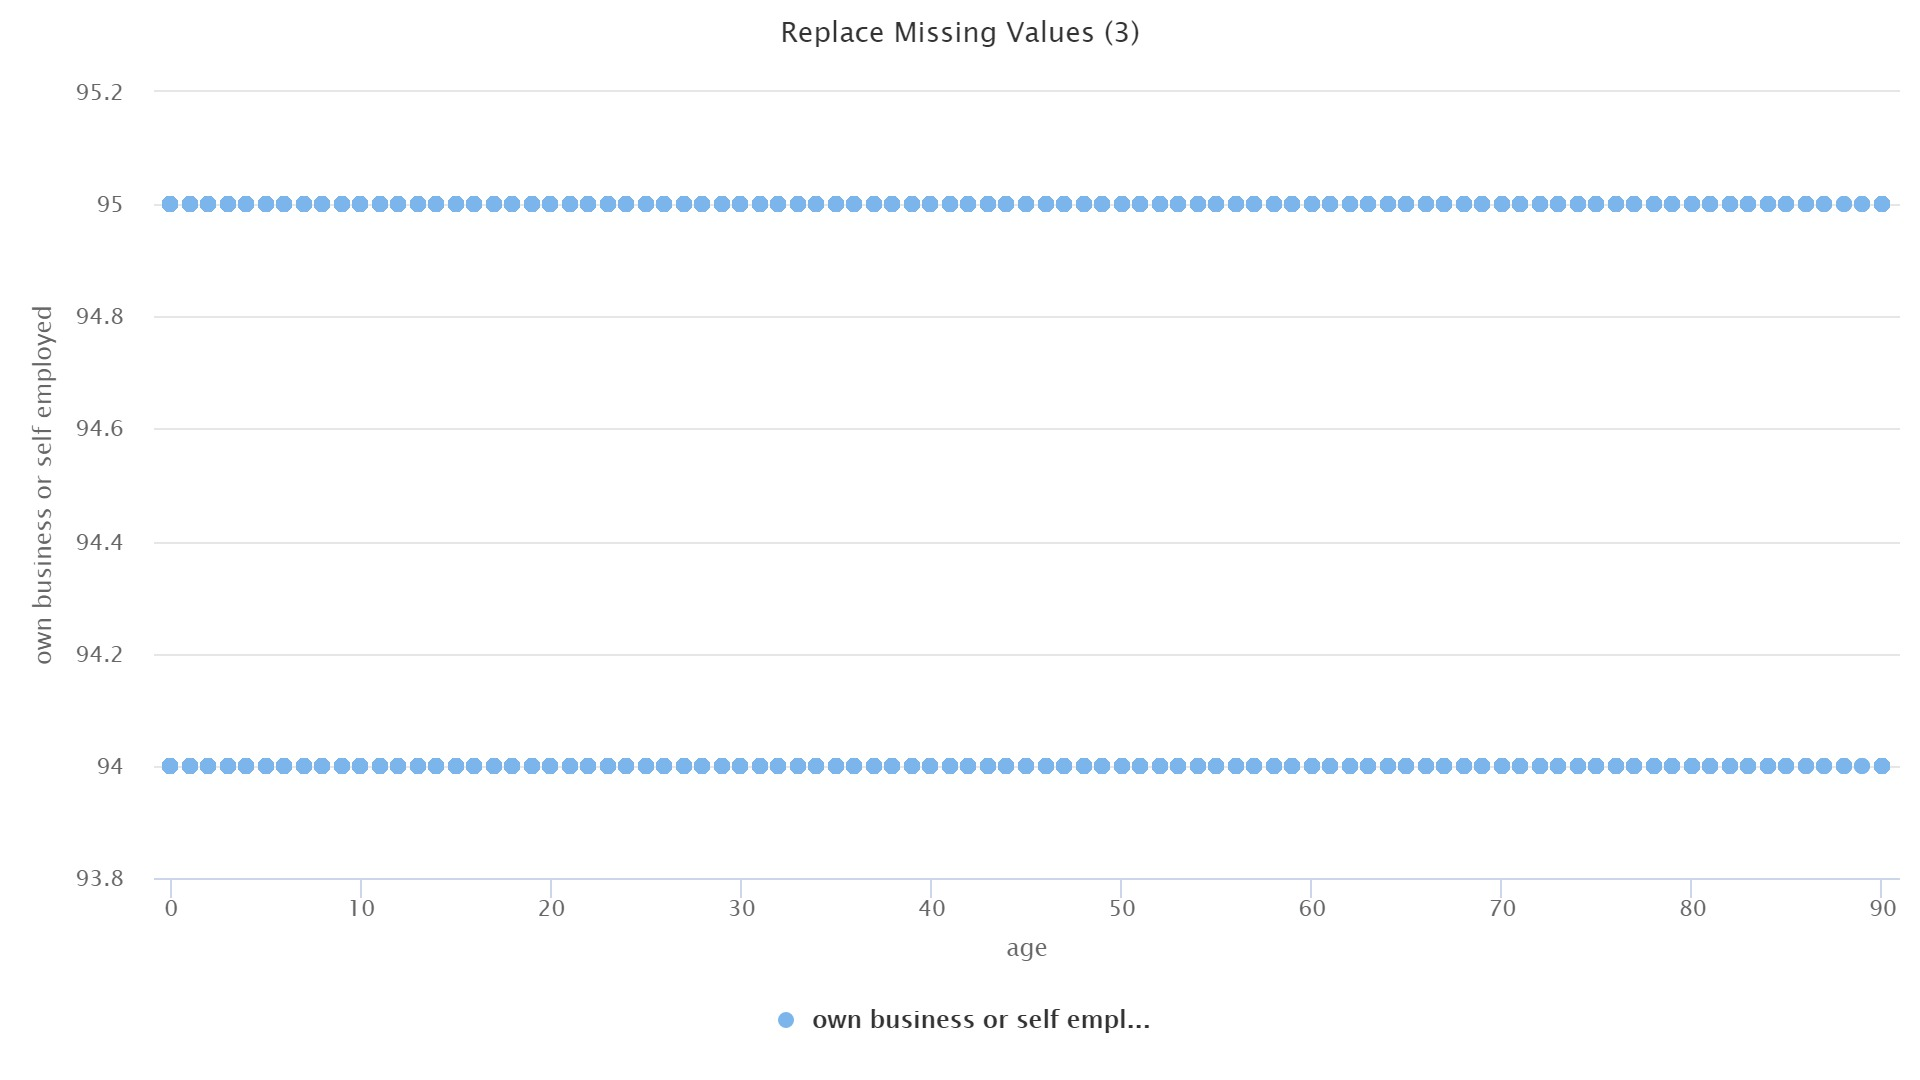 Replace Missing Values (3)
95.2
95
94.8
94.6
94.4
94.2
94
93.8
own business or self employed
0 10 20 30 40 50 60 70 80 90
age
own business or self empl...